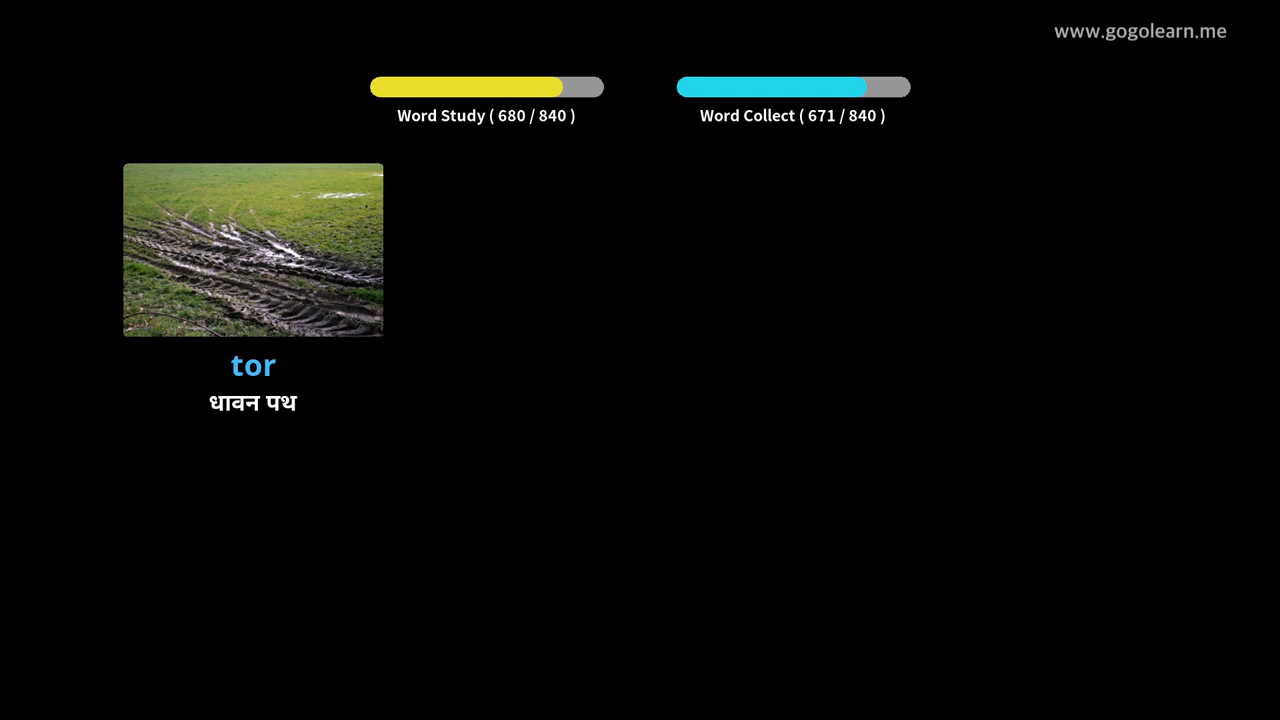 www.gogolearn.me
Word Study ( 680 / 840 )
Word Collect ( 671 / 840 )
tor
धावन पथ